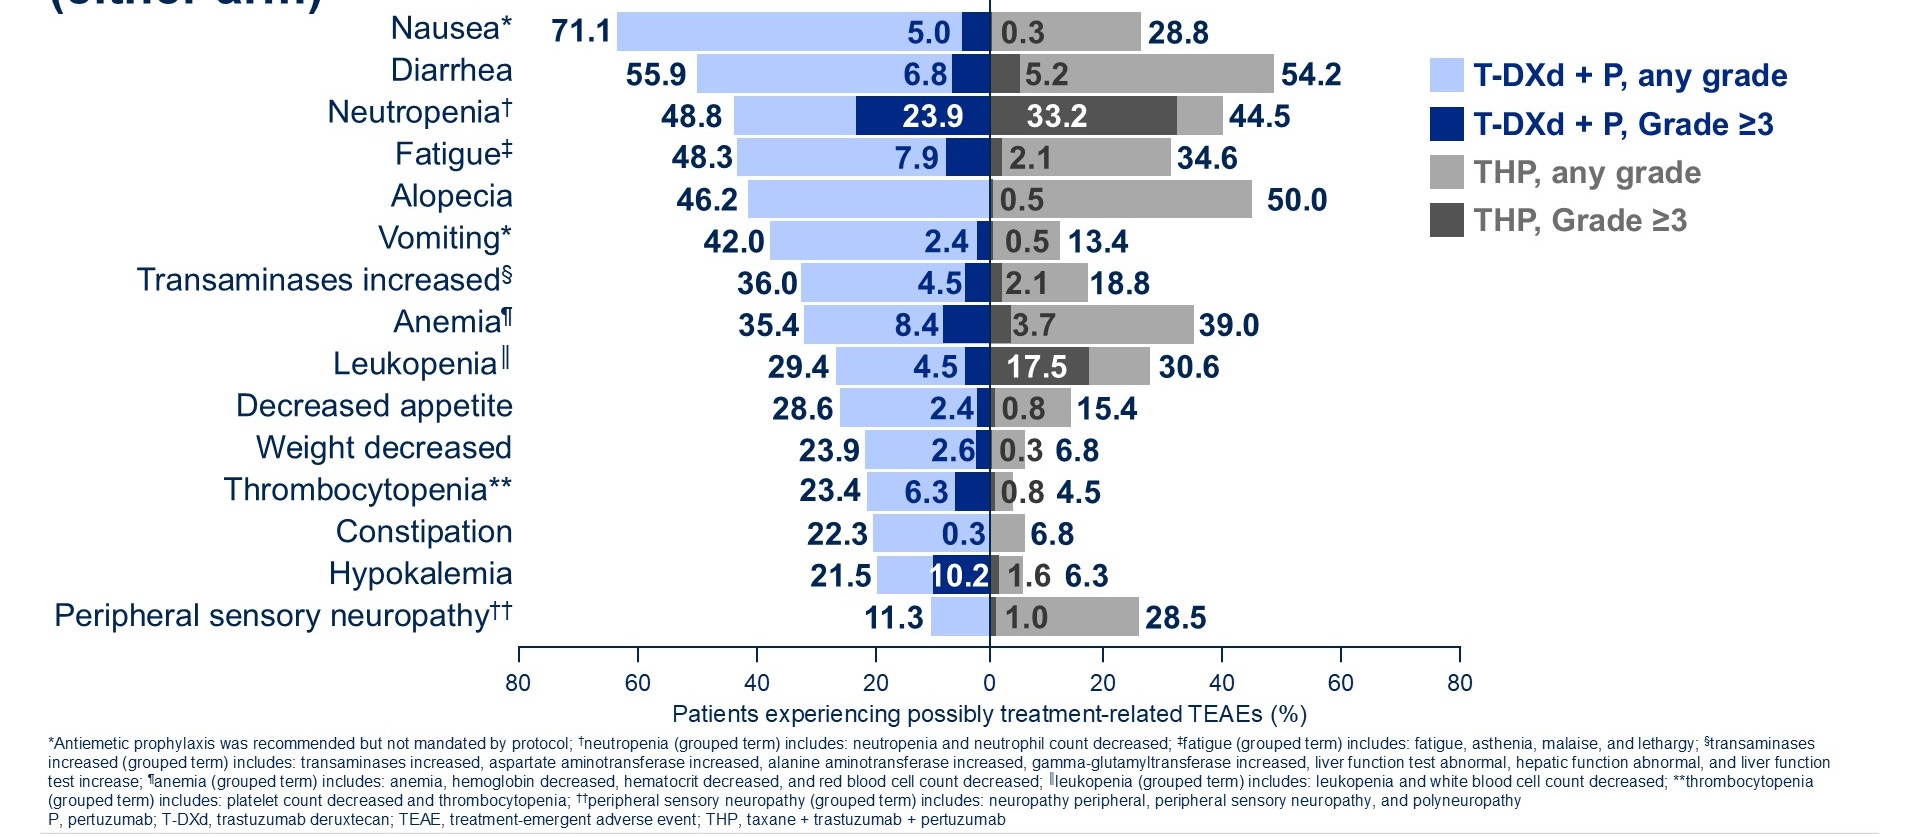 (either arm)
Nausea* 71.1 5.0 0.3 28.8
Diarrhea 55.9 6.8 5.2 54.2
Neutropenia† 48.8 23.9 33.2 44.5
Fatigue‡ 48.3 7.9 2.1 34.6
Alopecia 46.2 0.5 50.0
Vomiting* 42.0 2.4 0.5 13.4
Transaminases increased§ 36.0 4.5 2.1 18.8
Anemia¶ 35.4 8.4 3.7 39.0
Leukopenia‖ 29.4 4.5 17.5 30.6
Decreased appetite 28.6 2.4 0.8 15.4
Weight decreased 23.9 2.6 0.3 6.8
Thrombocytopenia** 23.4 6.3 0.8 4.5
Constipation 22.3 0.3 6.8
Hypokalemia 21.5 10.2 1.6 6.3
Peripheral sensory neuropathy†† 11.3 1.0 28.5
T-DXd + P, any grade
T-DXd + P, Grade ≥3
THP, any grade
THP, Grade ≥3
80 60 40 20 0 20 40 60 80
Patients experiencing possibly treatment-related TEAEs (%)
*Antiemetic prophylaxis was recommended but not mandated by protocol; †neutropenia (grouped term) includes: neutropenia and neutrophil count decreased; ‡fatigue (grouped term) includes: fatigue, asthenia, malaise, and lethargy; §transaminases
increased (grouped term) includes: transaminases increased, aspartate aminotransferase increased, alanine aminotransferase increased, gamma-glutamyltransferase increased, liver function test abnormal, hepatic function abnormal, and liver function
test increase; ¶anemia (grouped term) includes: anemia, hemoglobin decreased, hematocrit decreased, and red blood cell count decreased; ‖leukopenia (grouped term) includes: leukopenia and white blood cell count decreased; **thrombocytopenia
(grouped term) includes: platelet count decreased and thrombocytopenia; ††peripheral sensory neuropathy (grouped term) includes: neuropathy peripheral, peripheral sensory neuropathy, and polyneuropathy
P, pertuzumab; T-DXd, trastuzumab deruxtecan; TEAE, treatment-emergent adverse event; THP, taxane + trastuzumab + pertuzumab